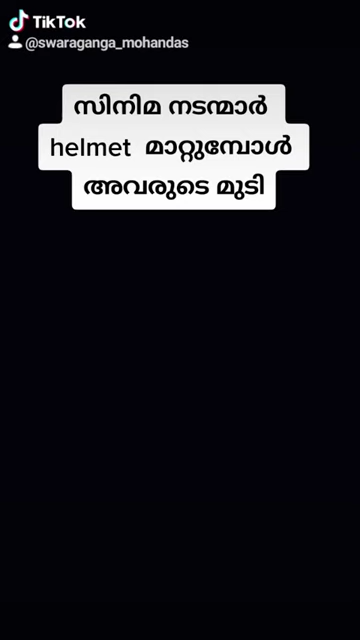 TikTok
@swaraganga_mohandas
സിനിമ നടന്മാർ
helmet മാറ്റുമ്പോൾ
അവരുടെ മുടി